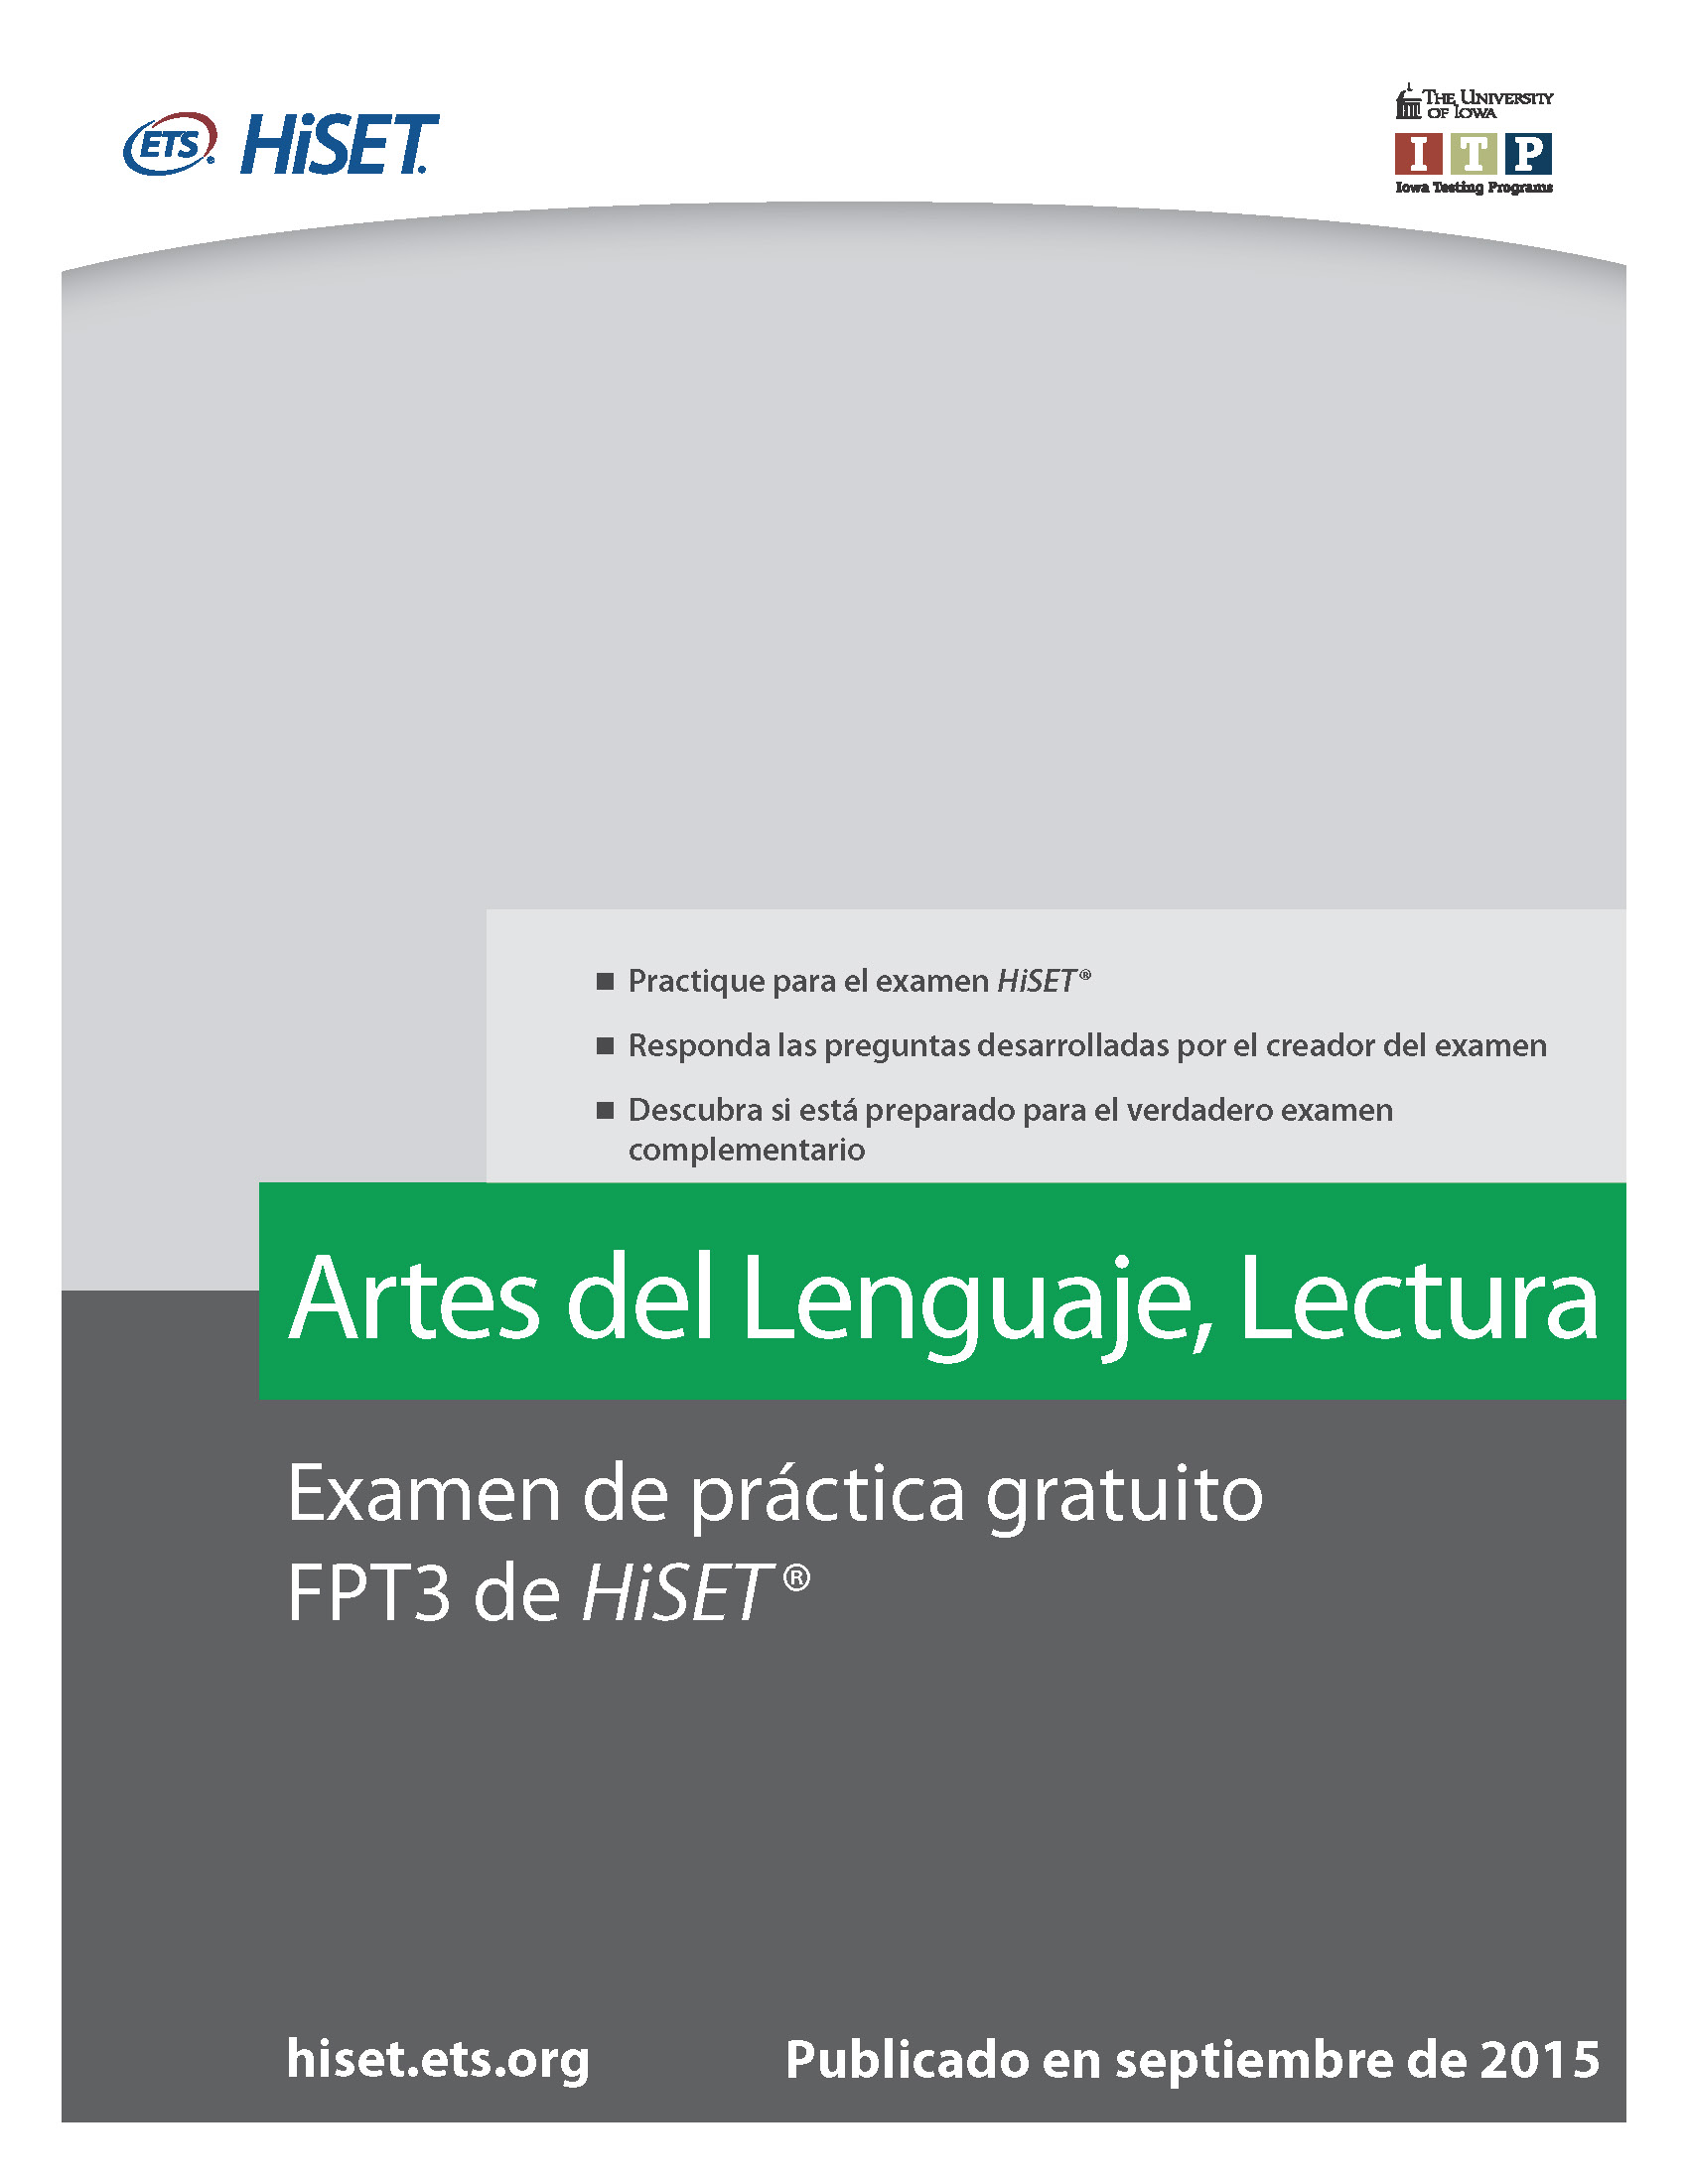 ETS® HiSET®
THE UNIVERSITY
OF IOWA
I T P
Iowa Testing Programs
■ Practique para el examen HiSET®
■ Responda las preguntas desarrolladas por el creador del examen
■ Descubra si está preparado para el verdadero examen
complementario
Artes del Lenguaje, Lectura
Examen de práctica gratuito
FPT3 de HiSET®
hiset.ets.org
Publicado en septiembre de 2015